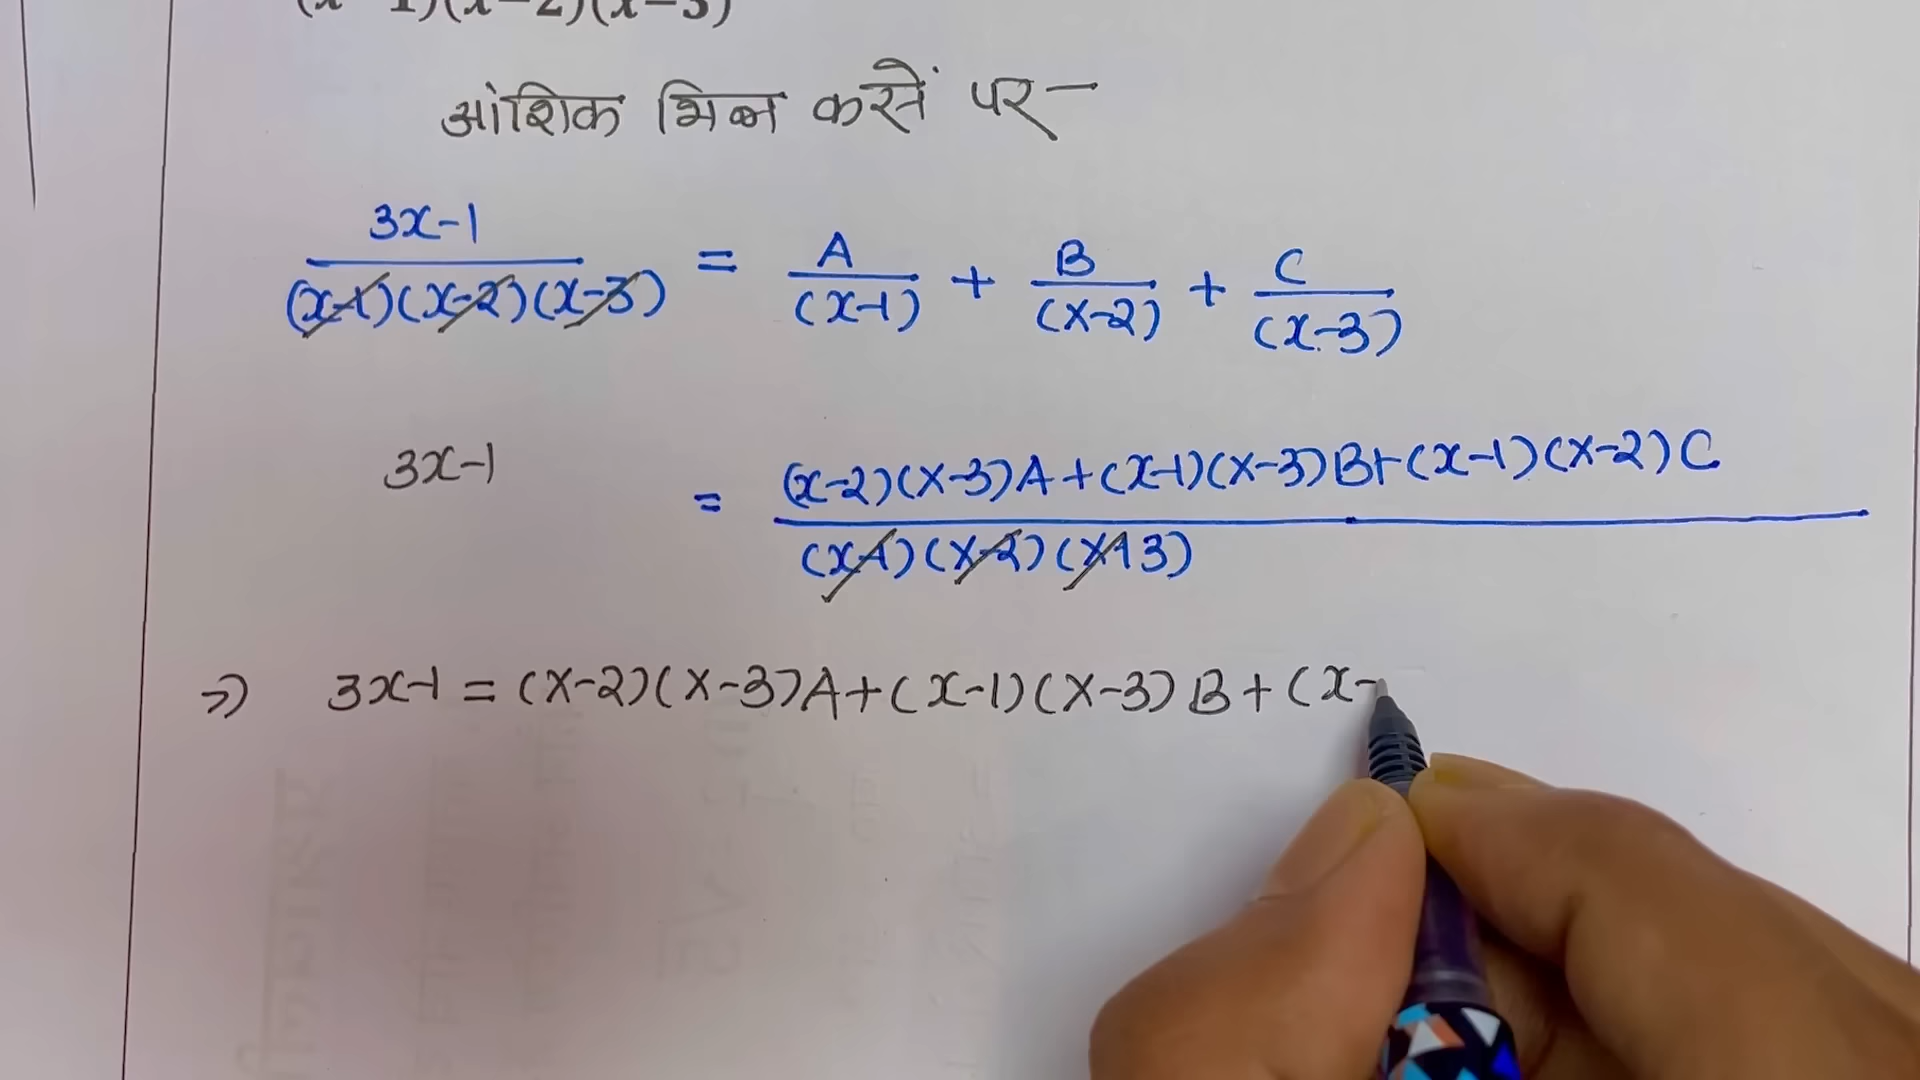 (x-1)(x-2)(x-3)
आंशिक भिन्न करने पर-
3x-1 / (x-1)(x-2)(x-3) = A / (x-1) + B / (x-2) + C / (x-3)
3x-1 = (x-2)(x-3)A+(x-1)(x-3)B+(x-1)(x-2)C / (x-1)(x-2)(x-3)
⇒ 3x-1 = (x-2)(x-3)A+(x-1)(x-3)B+(x-